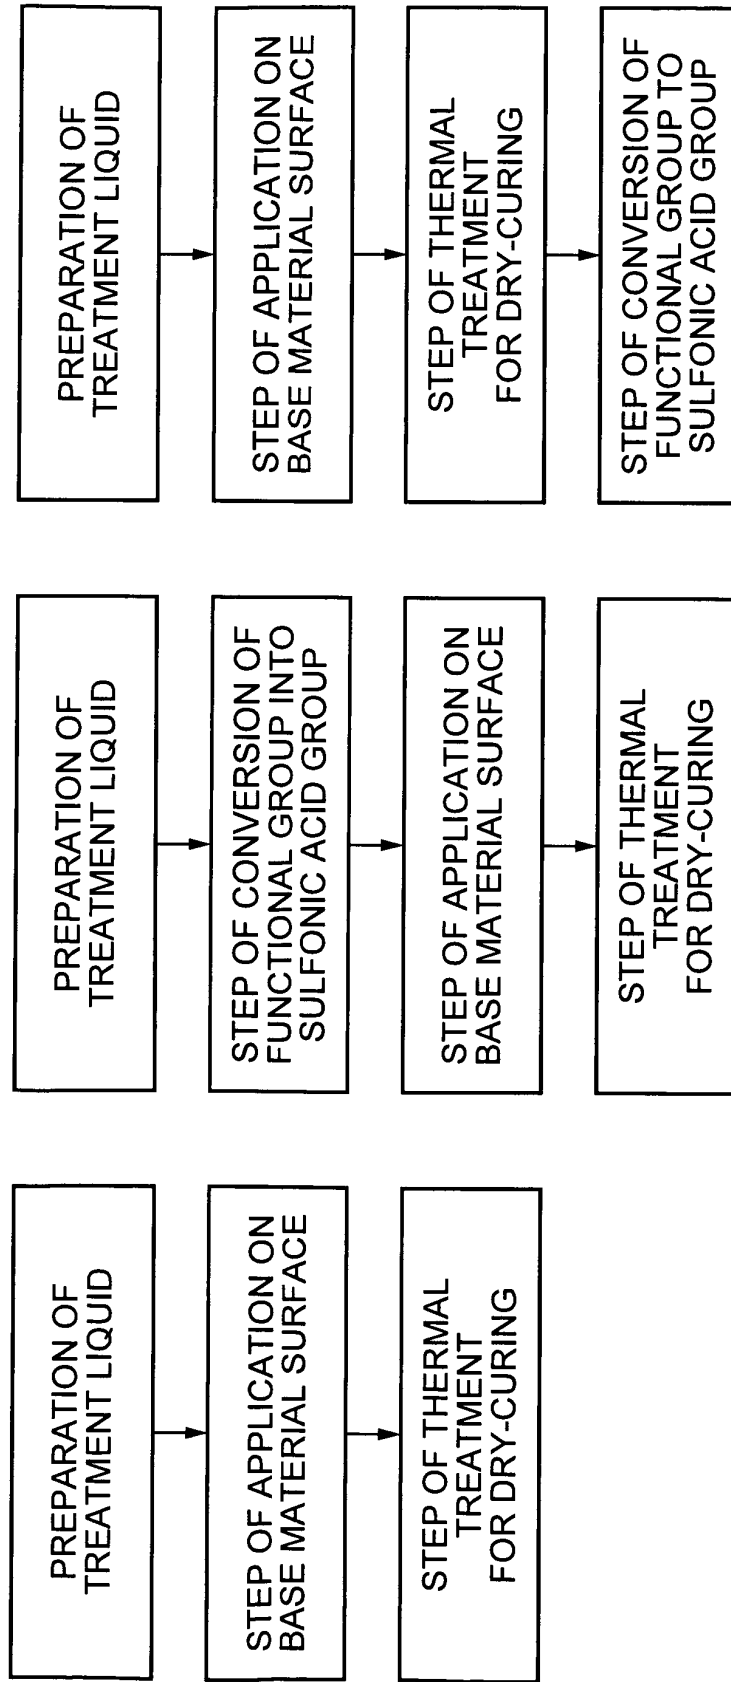 PREPARATION OF
TREATMENT LIQUID
STEP OF APPLICATION ON
BASE MATERIAL SURFACE
STEP OF THERMAL
TREATMENT
FOR DRY-CURING
PREPARATION OF
TREATMENT LIQUID
STEP OF CONVERSION OF
FUNCTIONAL GROUP INTO
SULFONIC ACID GROUP
STEP OF APPLICATION ON
BASE MATERIAL SURFACE
STEP OF THERMAL
TREATMENT
FOR DRY-CURING
PREPARATION OF
TREATMENT LIQUID
STEP OF APPLICATION ON
BASE MATERIAL SURFACE
STEP OF THERMAL
TREATMENT
FOR DRY-CURING
STEP OF CONVERSION OF
FUNCTIONAL GROUP TO
SULFONIC ACID GROUP